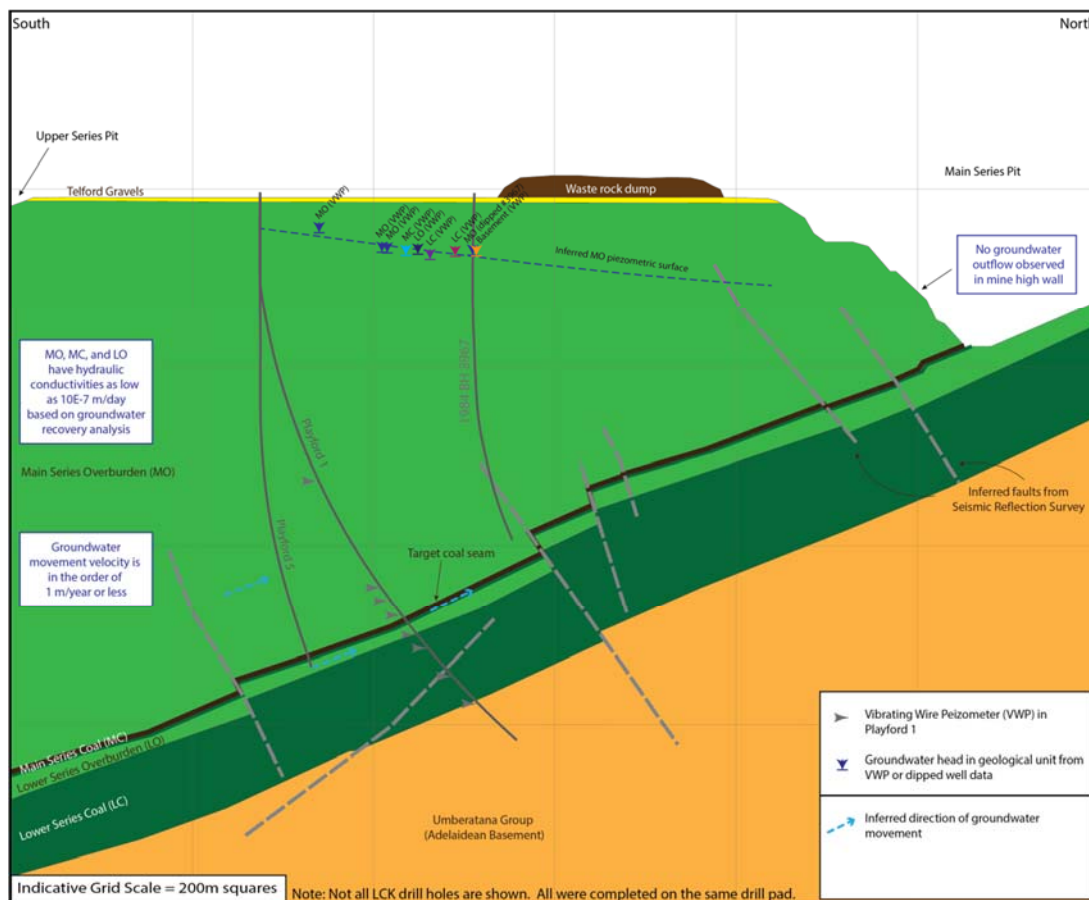 South
North
Upper Series Pit
Main Series Pit
Telford Gravels
Waste rock dump
MO (VWP)
MO (VWP)
MO (VWP)
MC (VWP)
LO (VWP)
LC (VWP)
LC (VWP)
Basement (VWP)
Inferred MO piezometric surface
No groundwater
outflow observed
in mine high wall
MO, MC, and LO
have hydraulic
conductivities as low
as 10E-7 m/day
based on groundwater
recovery analysis
1984 BH 8967
Playford 1
Main Series Overburden (MO)
Inferred faults from
Seismic Reflection Survey
Playford 5
Groundwater
movement velocity is
in the order of
1 m/year or less
Target coal seam
Main Series Coal (MC)
Lower Series Overburden (LO)
Lower Series Coal (LC)
Umberatana Group
(Adelaidean Basement)
Vibrating Wire Peizometer (VWP) in
Playford 1
Groundwater head in geological unit from
VWP or dipped well data
Inferred direction of groundwater
movement
Indicative Grid Scale = 200m squares
Note: Not all LCK drill holes are shown. All were completed on the same drill pad.